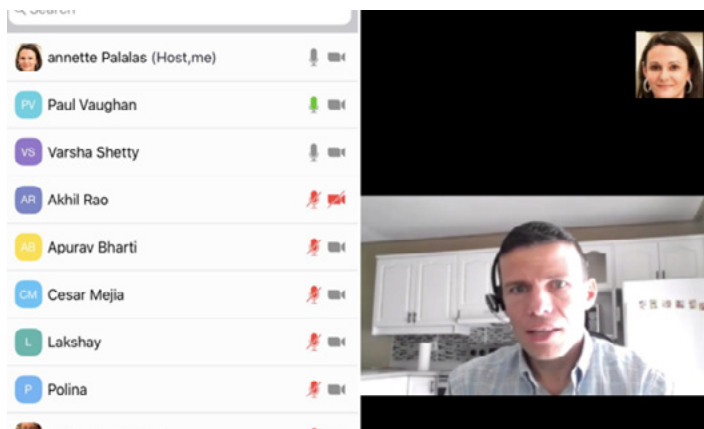 Search
annette Palalas (Host,me)
PV Paul Vaughan
VS Varsha Shetty
AR Akhil Rao
AB Apurav Bharti
CM Cesar Mejia
L Lakshay
P Polina